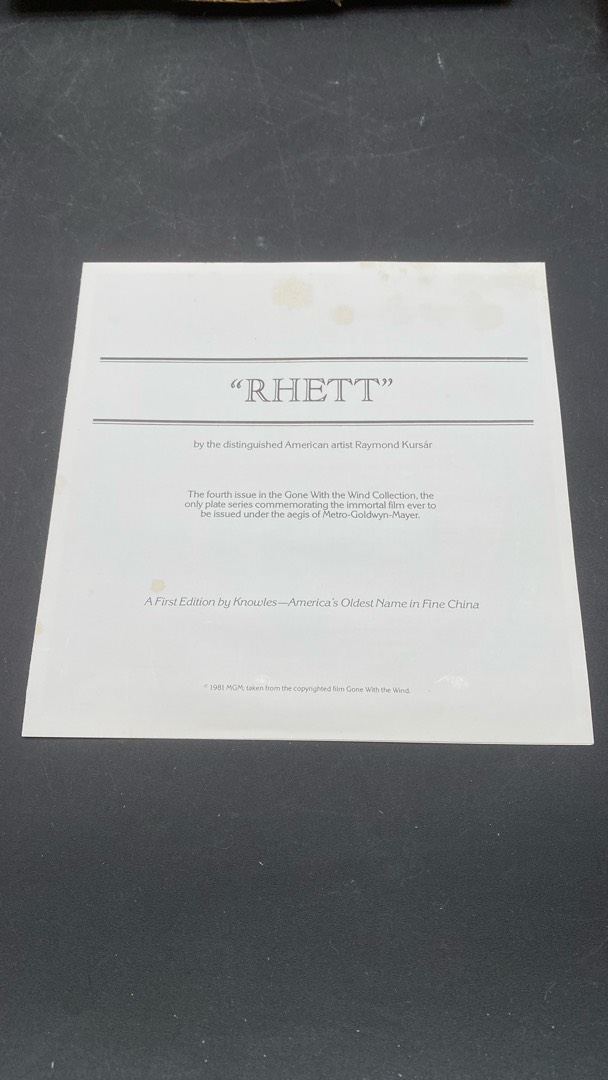 “RHETT”
by the distinguished American artist Raymond Kursár
The fourth issue in the Gone With the Wind Collection, the
only plate series commemorating the immortal film ever to
be issued under the aegis of Metro-Goldwyn-Mayer.
A First Edition by Knowles—America's Oldest Name in Fine China
© 1981 MGM; taken from the copyrighted film Gone With the Wind.